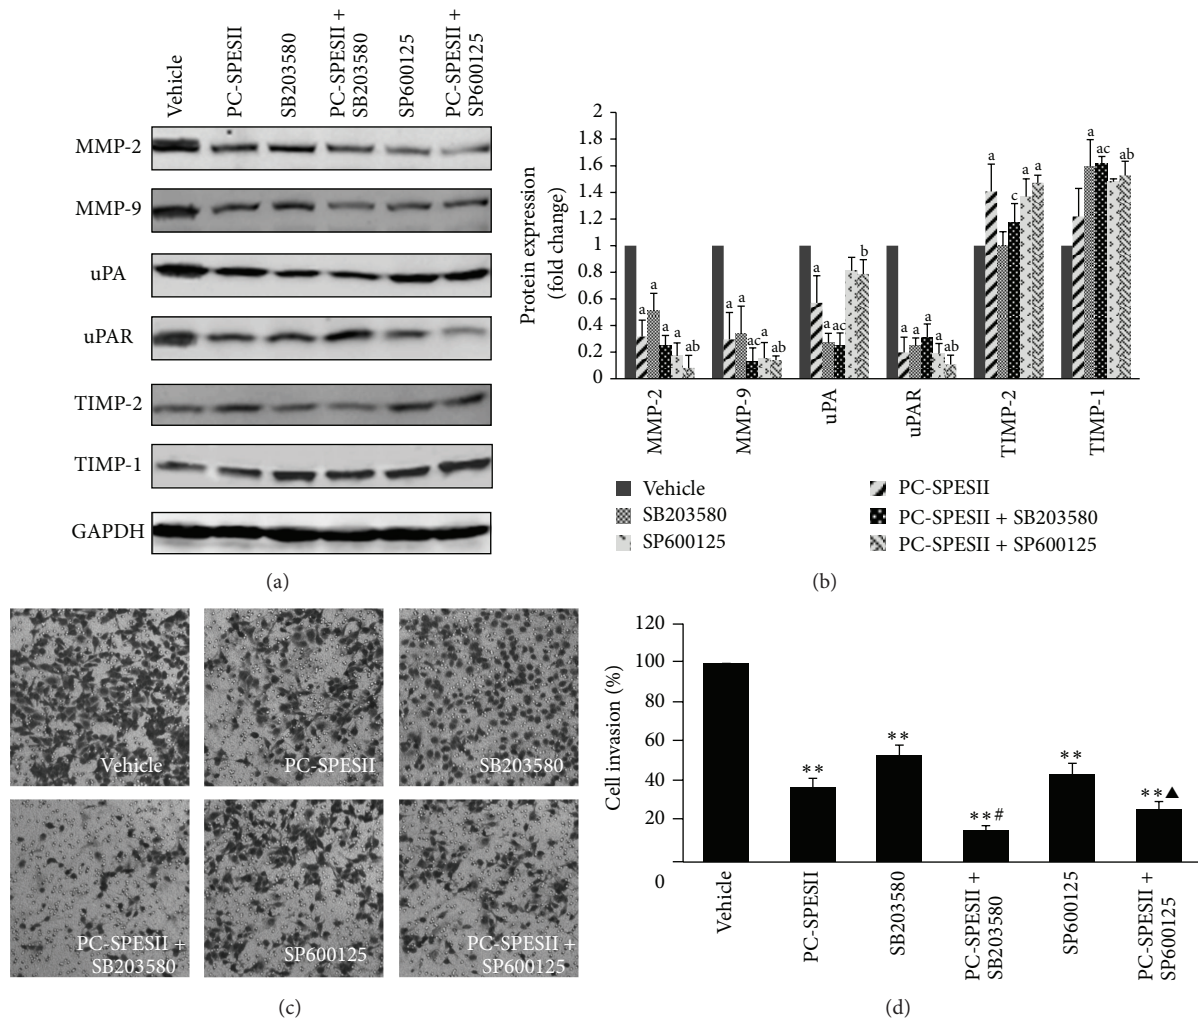 (a)
Vehicle
PC-SPESII
SB203580
PC-SPESII +
SB203580
SP600125
PC-SPESII +
SP600125
MMP-2
MMP-9
uPA
uPAR
TIMP-2
TIMP-1
GAPDH
(a)
Protein expression
(fold change)
2
1.8
1.6
1.4
1.2
1
0.8
0.6
0.4
0.2
0
a
a
a
a
ab
a
a
ac
a
ab
a
a
ac
b
a
a
a
a
ab
a
c
a
a
a
ac
ab
MMP-2
MMP-9
uPA
uPAR
TIMP-2
TIMP-1
Vehicle
SB203580
SP600125
PC-SPESII
PC-SPESII + SB203580
PC-SPESII + SP600125
(b)
Vehicle
PC-SPESII
SB203580
PC-SPESII +
SB203580
SP600125
PC-SPESII +
SP600125
(c)
Cell invasion (%)
120
100
80
60
40
20
0
**
**
**#
**
**▲
Vehicle
PC-SPESII
SB203580
PC-SPESII +
SB203580
SP600125
PC-SPESII +
SP600125
(d)